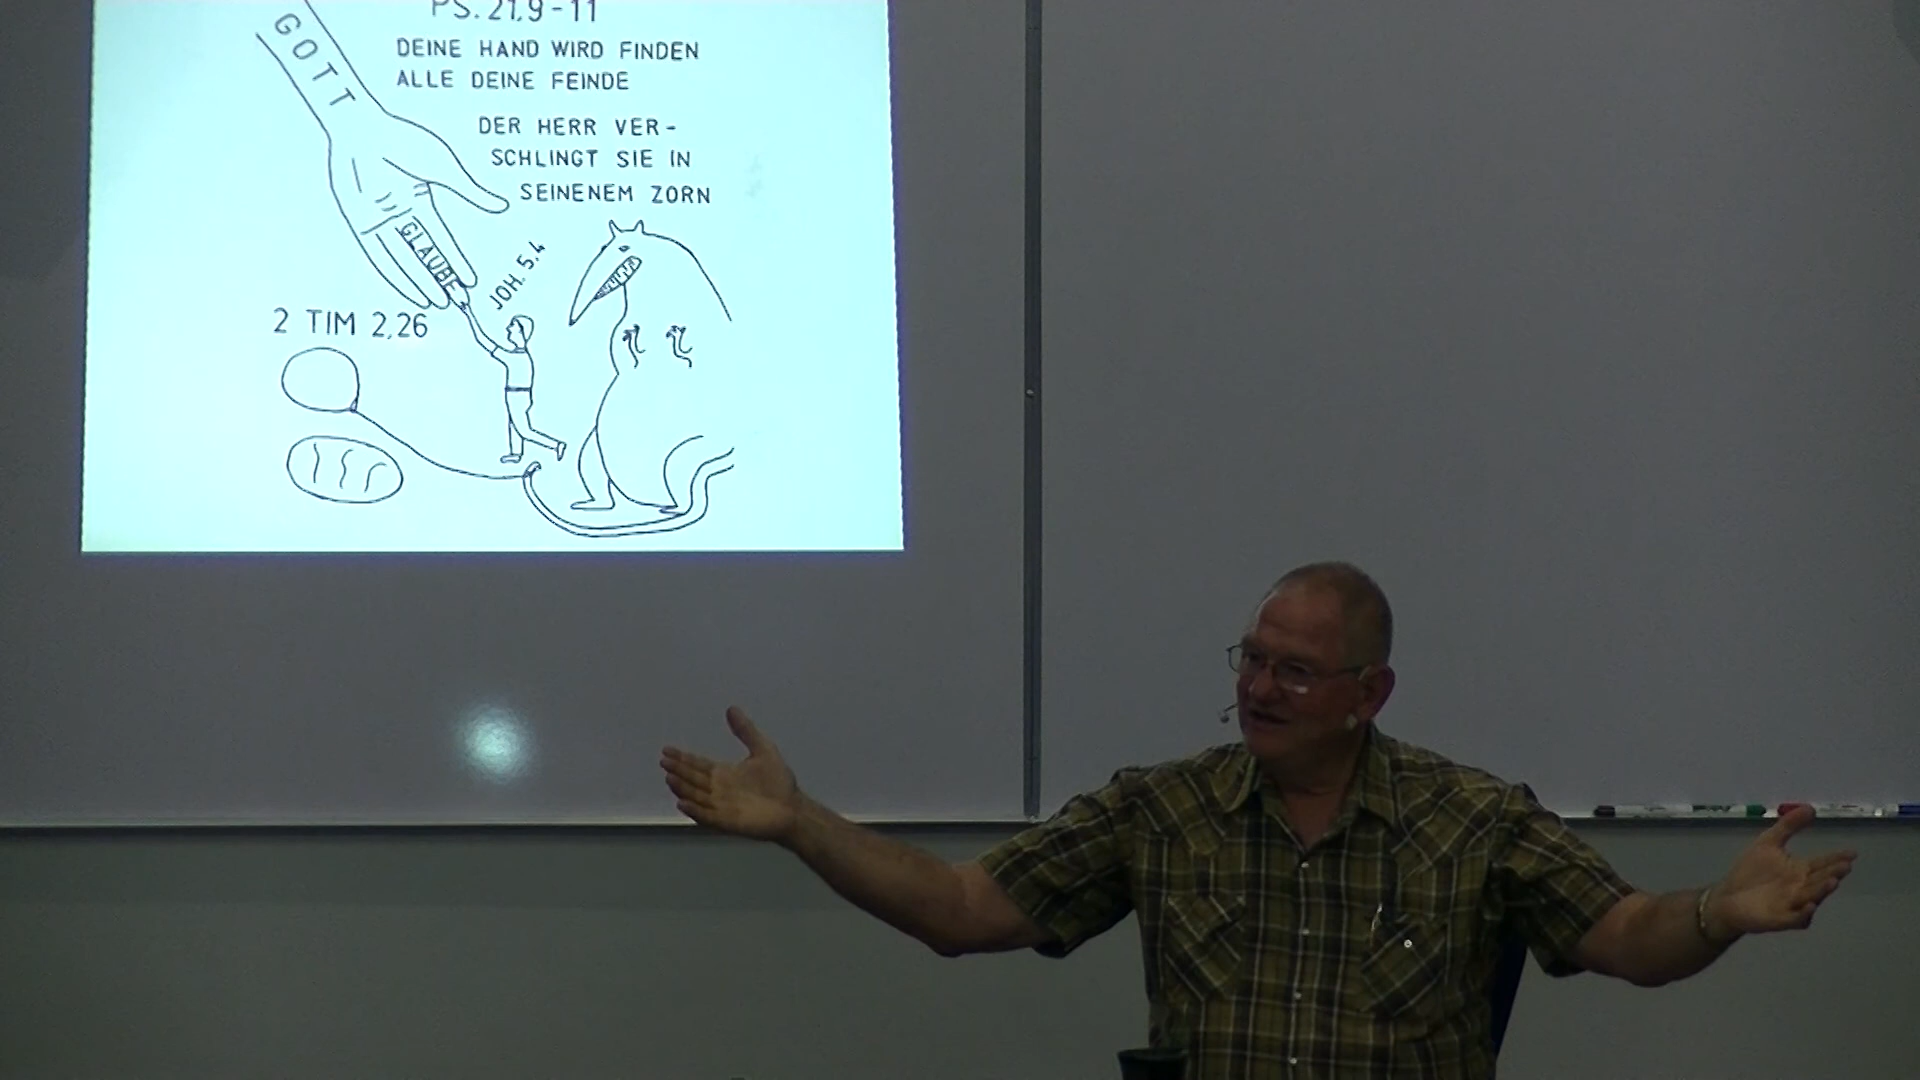 PS. 21,9-11
GOTT
DEINE HAND WIRD FINDEN
ALLE DEINE FEINDE
DER HERR VER-
SCHLINGT SIE IN
SEINENEM ZORN
GLAUBE
JOH. 5.4
2 TIM 2,26